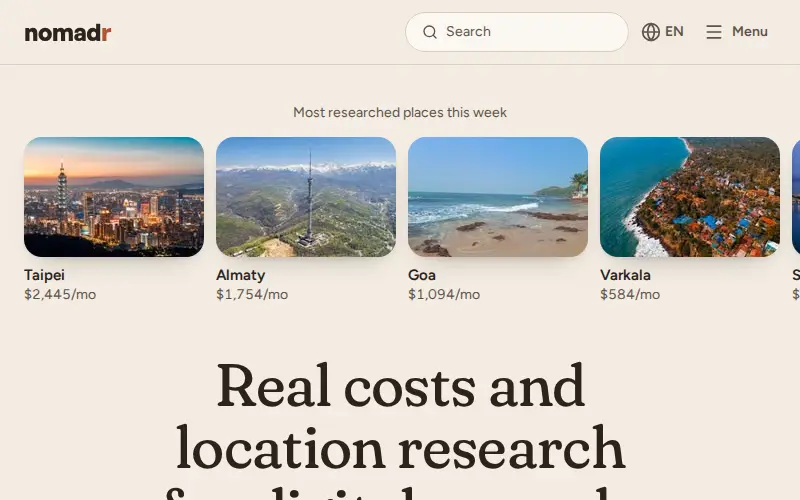 nomadr
Search
EN
Menu
Most researched places this week
Taipei
$2,445/mo
Almaty
$1,754/mo
Goa
$1,094/mo
Varkala
$584/mo
Real costs and
location research